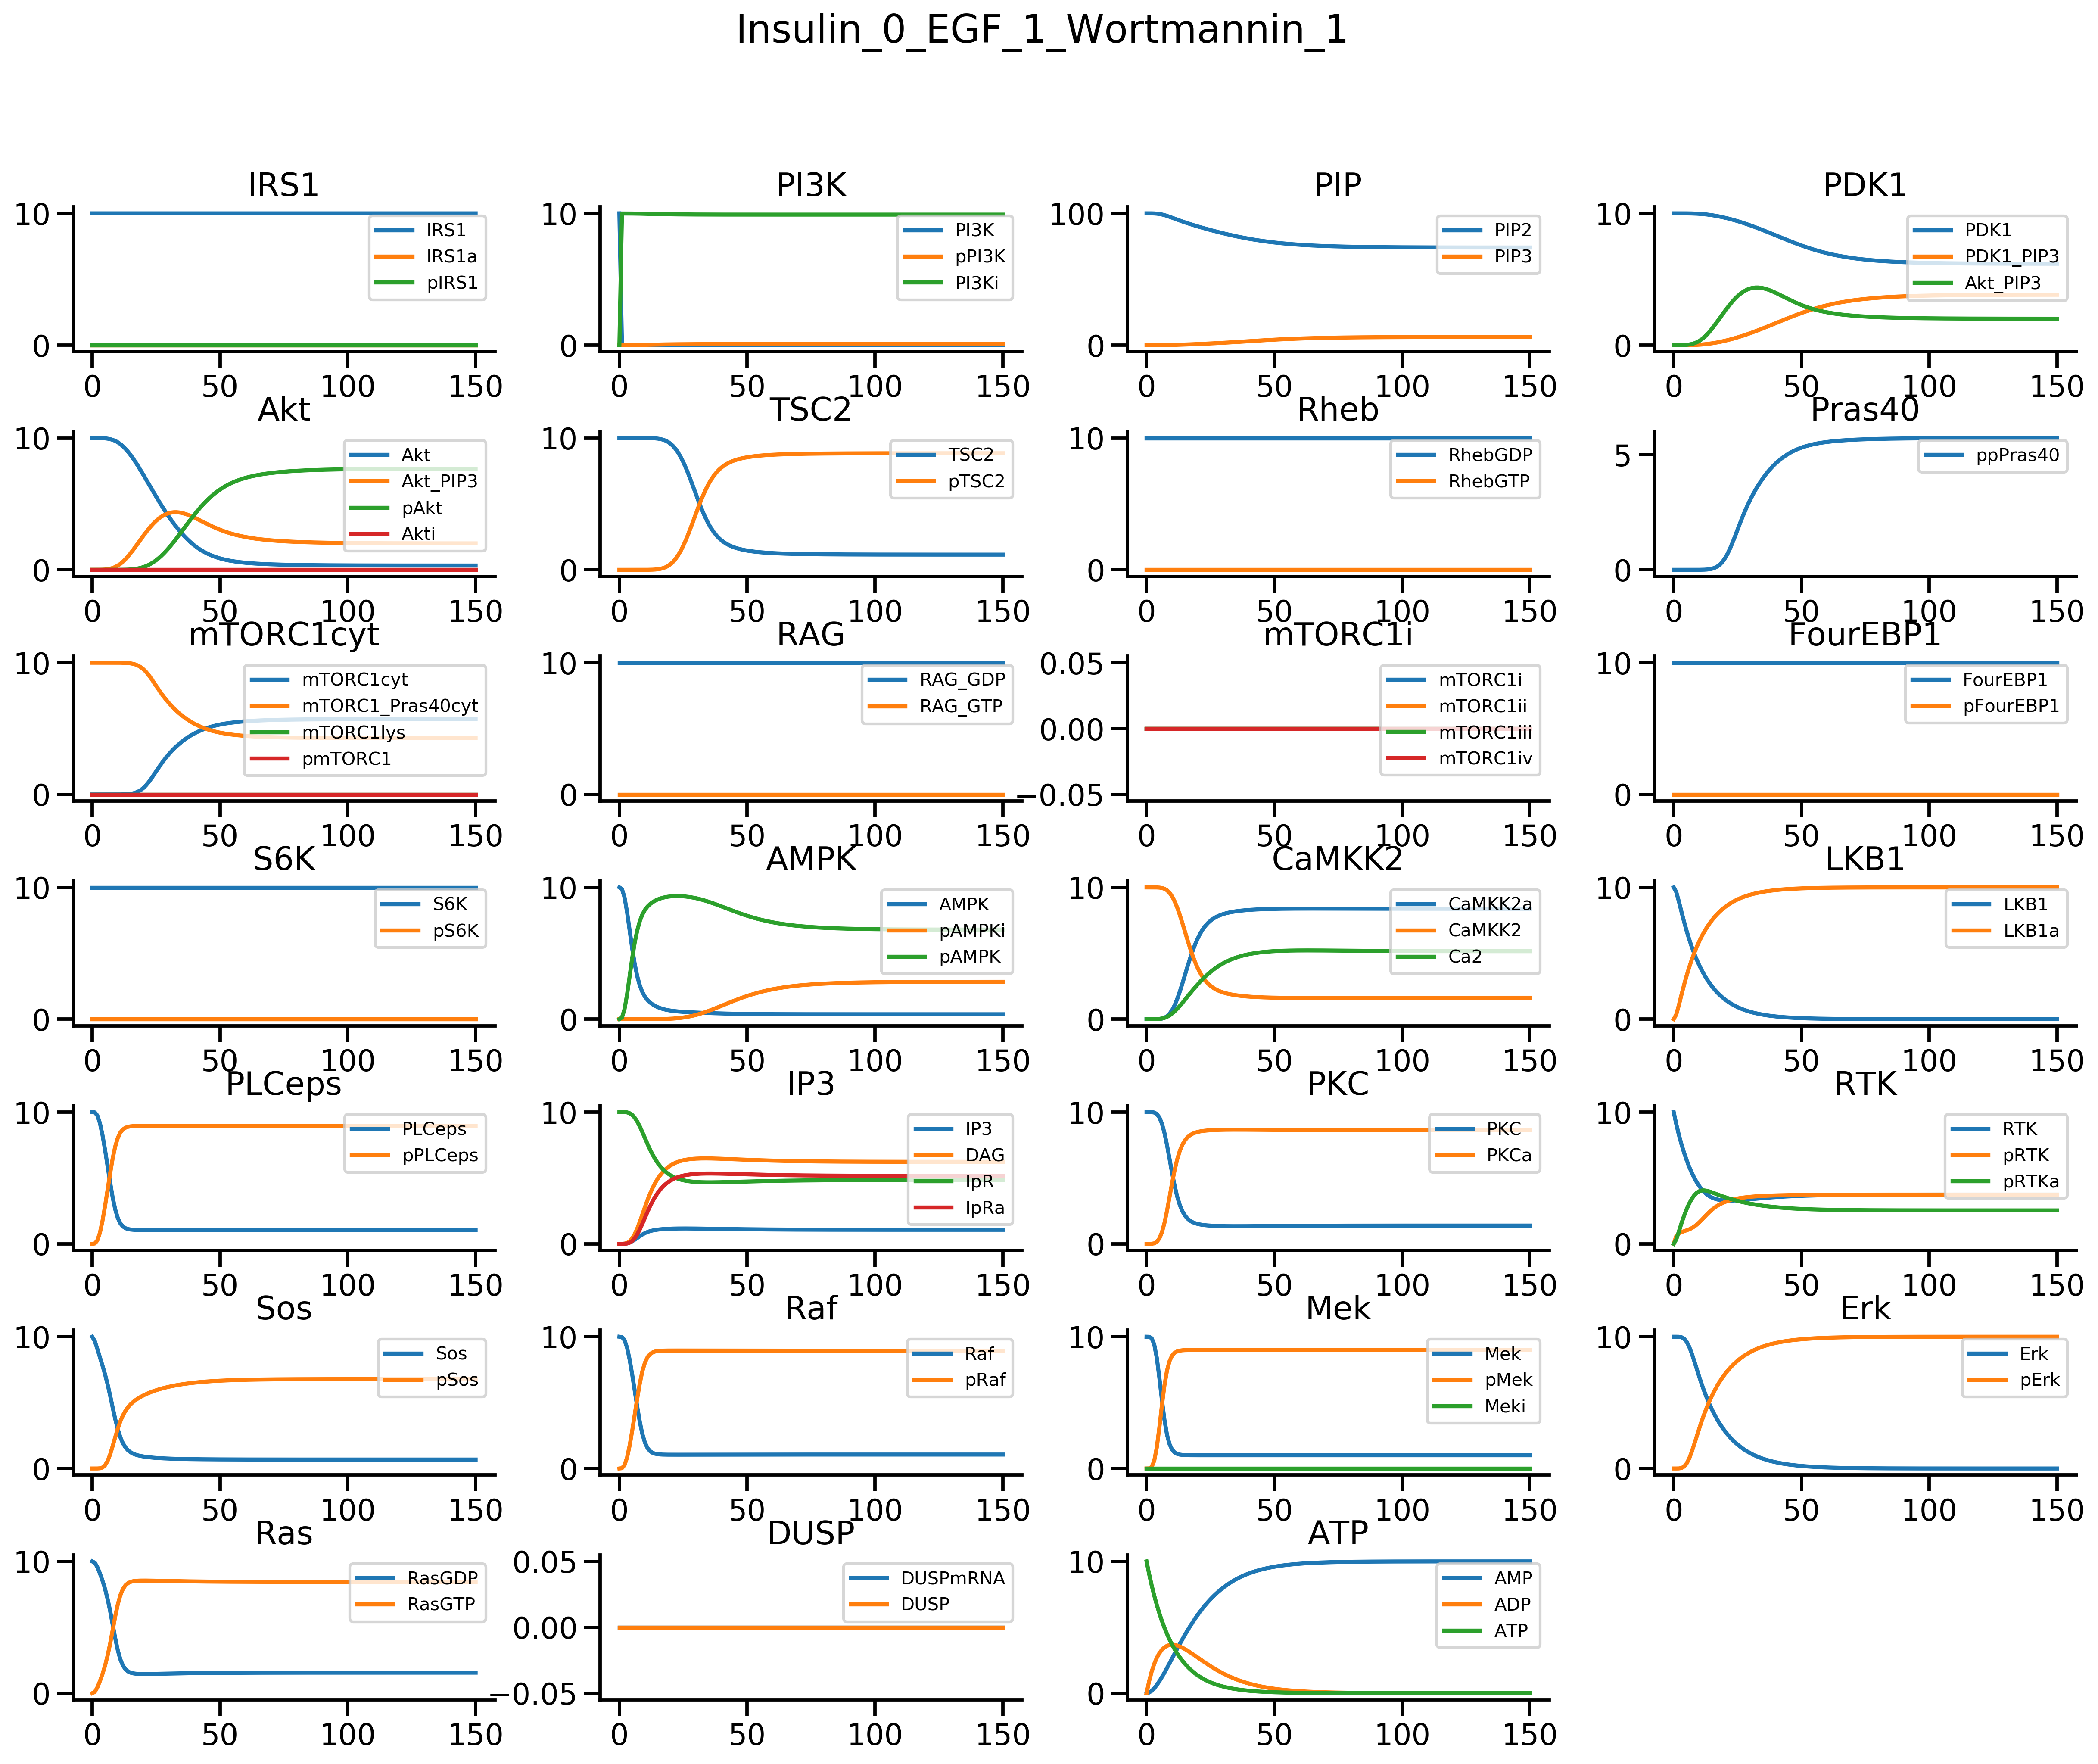 Insulin_0_EGF_1_Wortmannin_1
IRS1
10
0
0 50 100 150
IRS1
IRS1a
pIRS1
PI3K
10
0
0 50 100 150
PI3K
pPI3K
PI3Ki
PIP
100
0
0 50 100 150
PIP2
PIP3
PDK1
10
0
0 50 100 150
PDK1
PDK1_PIP3
Akt_PIP3
Akt
10
0
0 50 100 150
Akt
Akt_PIP3
pAkt
Akti
TSC2
10
0
0 50 100 150
TSC2
pTSC2
Rheb
10
0
0 50 100 150
RhebGDP
RhebGTP
Pras40
5
0
0 50 100 150
ppPras40
mTORC1cyt
10
0
0 50 100 150
mTORC1cyt
mTORC1_Pras40cyt
mTORC1lys
pmTORC1
RAG
10
0
0 50 100 150
RAG_GDP
RAG_GTP
mTORC1i
0.05
0.00
−0.05
0 50 100 150
mTORC1i
mTORC1ii
mTORC1iii
mTORC1iv
FourEBP1
10
0
0 50 100 150
FourEBP1
pFourEBP1
S6K
10
0
0 50 100 150
S6K
pS6K
AMPK
10
0
0 50 100 150
AMPK
pAMPKi
pAMPK
CaMKK2
10
0
0 50 100 150
CaMKK2a
CaMKK2
Ca2
LKB1
10
0
0 50 100 150
LKB1
LKB1a
PLCeps
10
0
0 50 100 150
PLCeps
pPLCeps
IP3
10
0
0 50 100 150
IP3
DAG
IpR
IpRa
PKC
10
0
0 50 100 150
PKC
PKCa
RTK
10
0
0 50 100 150
RTK
pRTK
pRTKa
Sos
10
0
0 50 100 150
Sos
pSos
Raf
10
0
0 50 100 150
Raf
pRaf
Mek
10
0
0 50 100 150
Mek
pMek
Meki
Erk
10
0
0 50 100 150
Erk
pErk
Ras
10
0
0 50 100 150
RasGDP
RasGTP
DUSP
0.05
0.00
−0.05
0 50 100 150
DUSPmRNA
DUSP
ATP
10
0
0 50 100 150
AMP
ADP
ATP